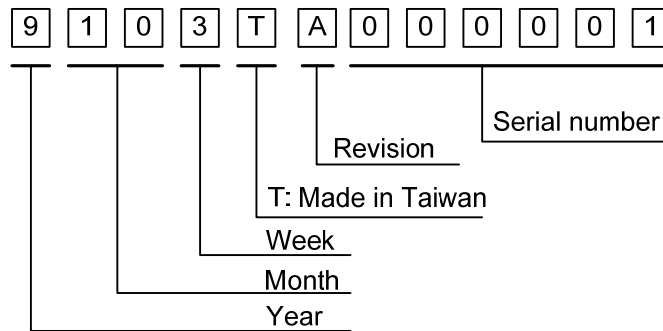 9 1 0 3 T A 0 0 0 0 0 1
Serial number
Revision
T: Made in Taiwan
Week
Month
Year